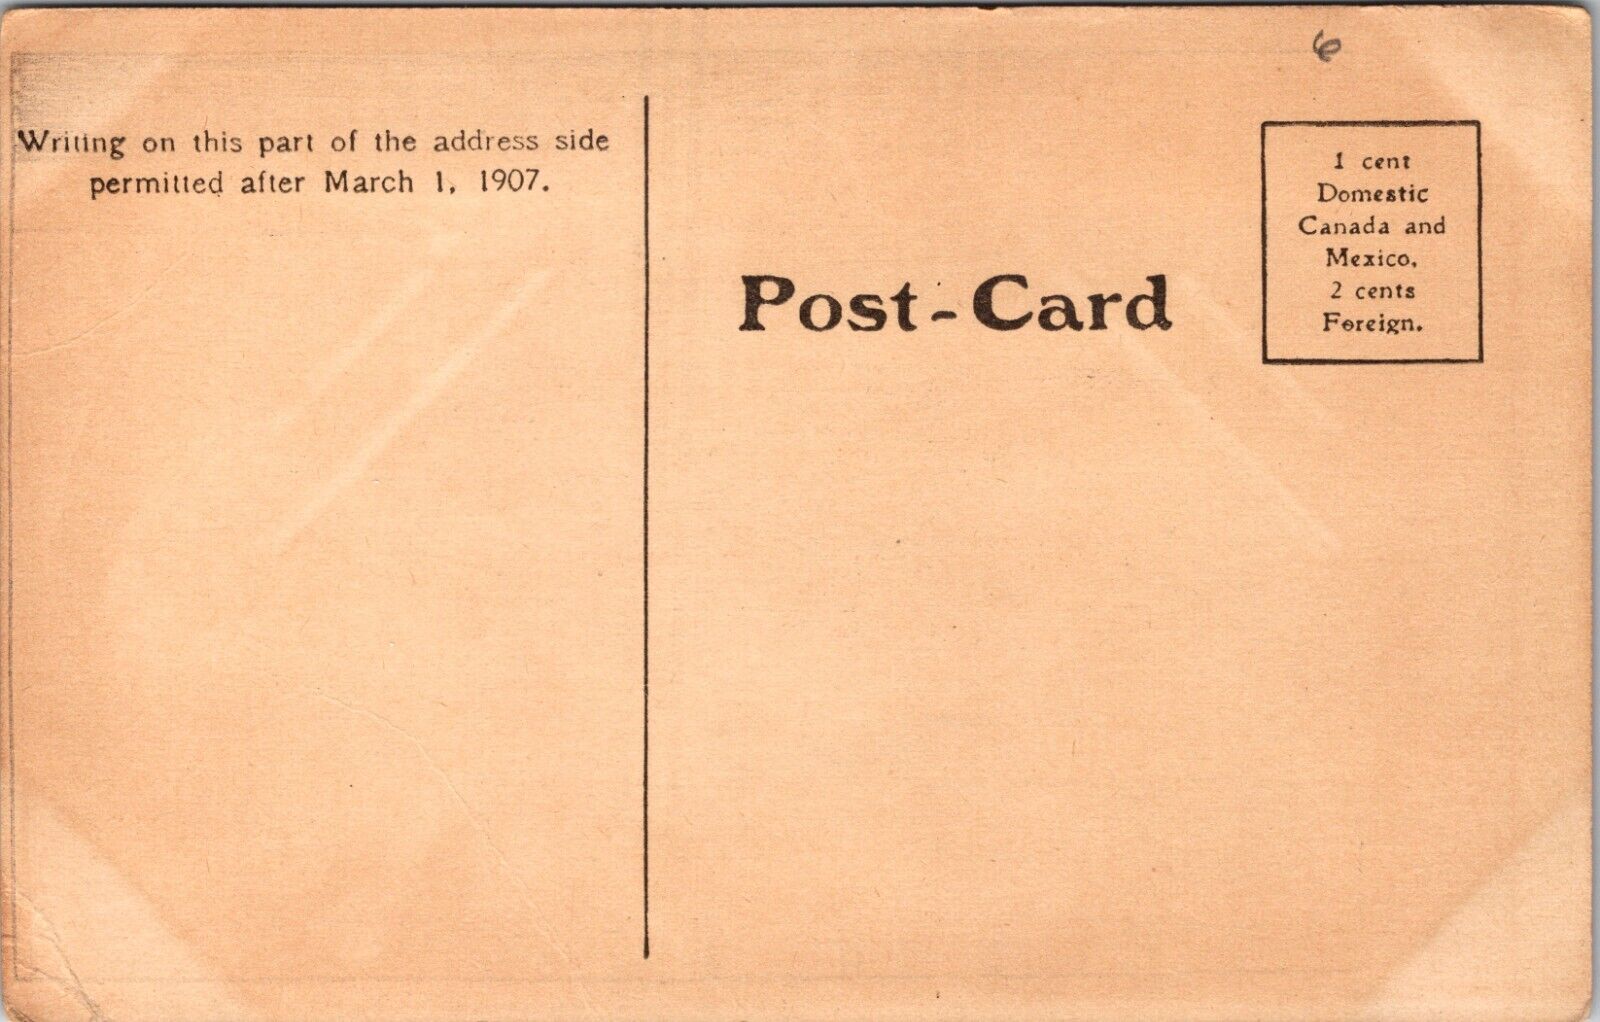 6
Writing on this part of the address side
permitted after March 1, 1907.
Post-Card
1 cent
Domestic
Canada and
Mexico,
2 cents
Foreign.